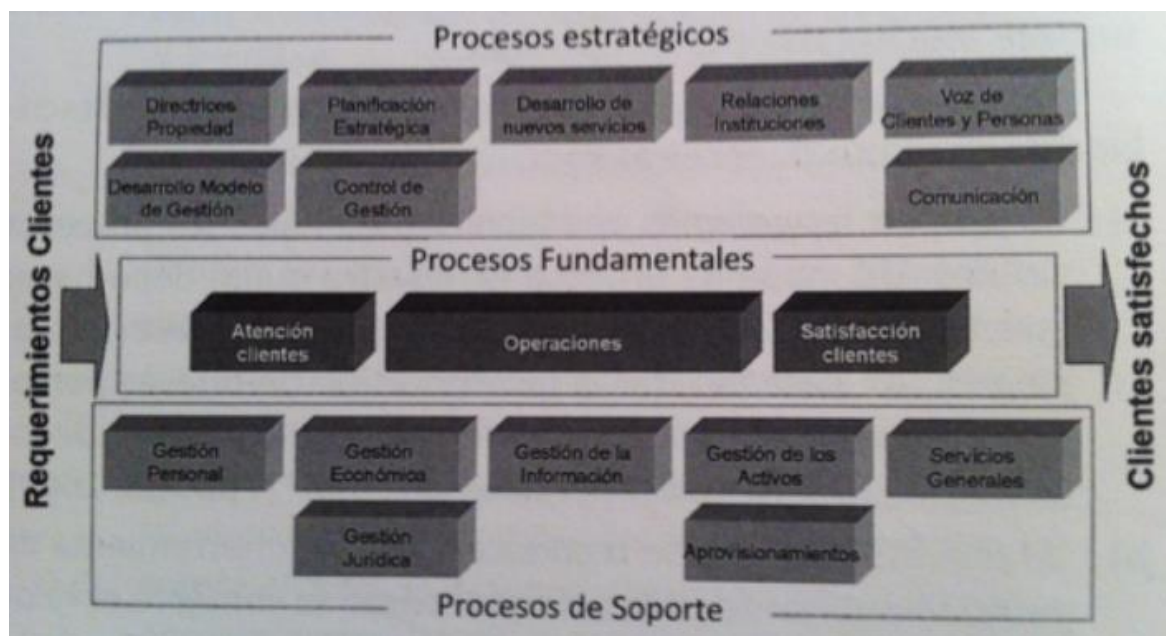 Procesos estratégicos
Directrices
Propiedad
Planificación
Estratégica
Desarrollo de
nuevos servicios
Relaciones
Instituciones
Voz de
Clientes y Personas
Desarrollo Modelo
de Gestión
Control de
Gestión
Comunicación
Requerimientos Clientes
Procesos Fundamentales
Atención
clientes
Operaciones
Satisfacción
clientes
Clientes satisfechos
Gestión
Personal
Gestión
Económica
Gestión de la
Información
Gestión de los
Activos
Servicios
Generales
Gestión
Jurídica
Aprovisionamientos
Procesos de Soporte